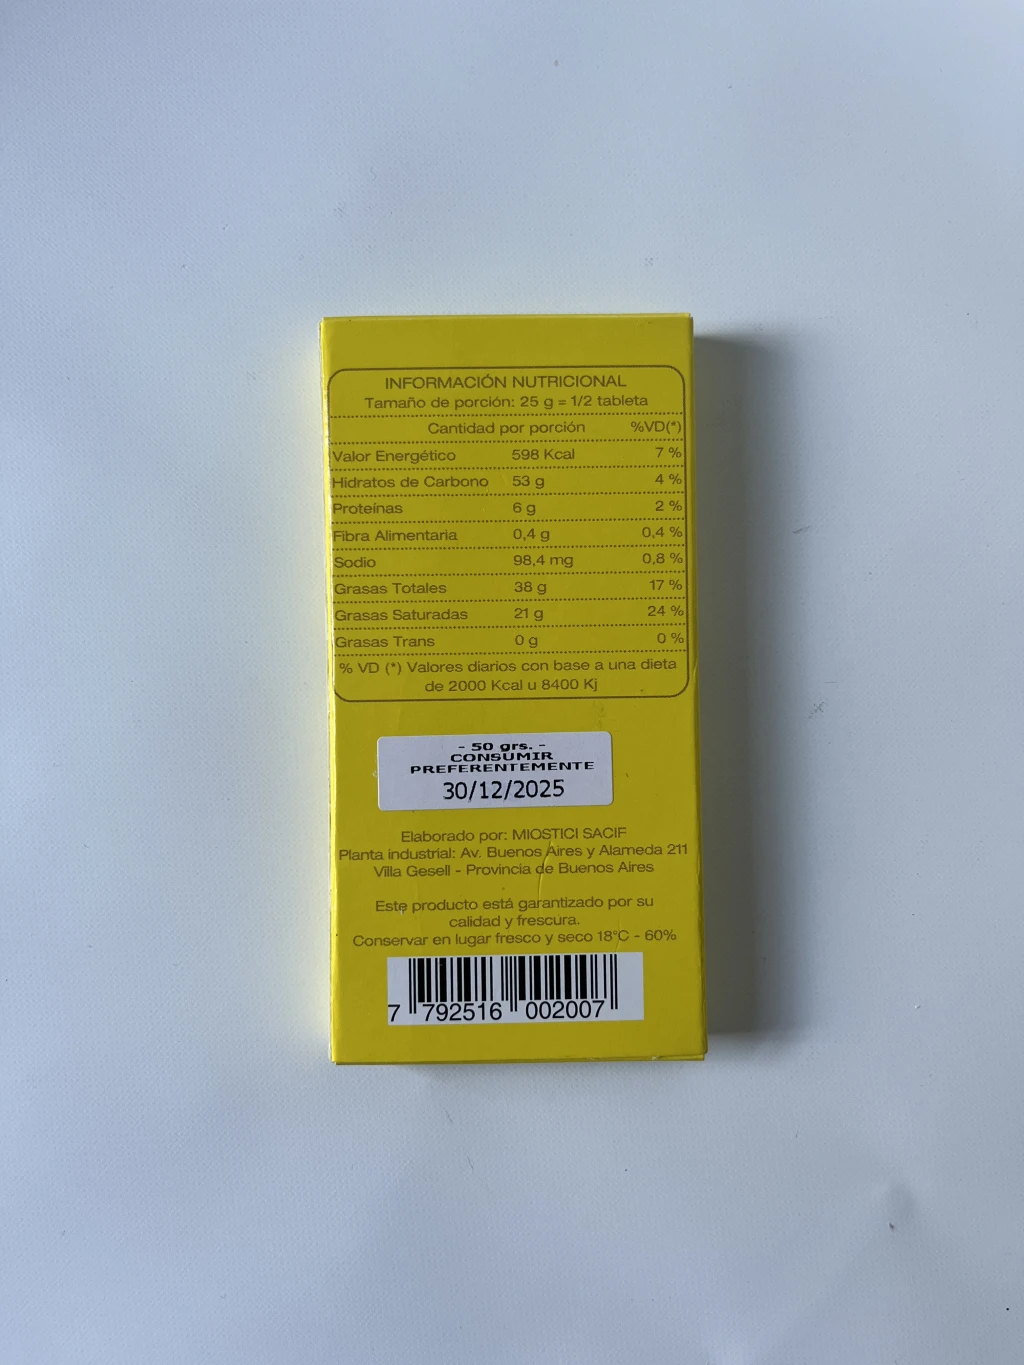 INFORMACIÓN NUTRICIONAL
Tamaño de porción: 25 g = 1/2 tableta
Cantidad por porción %VD(*)
Valor Energético 598 Kcal 7 %
Hidratos de Carbono 53 g 4 %
Proteínas 6 g 2 %
Fibra Alimentaria 0,4 g 0,4 %
Sodio 98,4 mg 0,8 %
Grasas Totales 38 g 17 %
Grasas Saturadas 21 g 24 %
Grasas Trans 0 g 0 %
% VD (*) Valores diarios con base a una dieta
de 2000 Kcal u 8400 Kj
- 50 grs. -
CONSUMIR
PREFERENTEMENTE
30/12/2025
Elaborado por: MIOSTICI SACIF
Planta industrial: Av. Buenos Aires y Alameda 211
Villa Gesell - Provincia de Buenos Aires
Este producto está garantizado por su
calidad y frescura.
Conservar en lugar fresco y seco 18°C - 60%
7 792516 002007